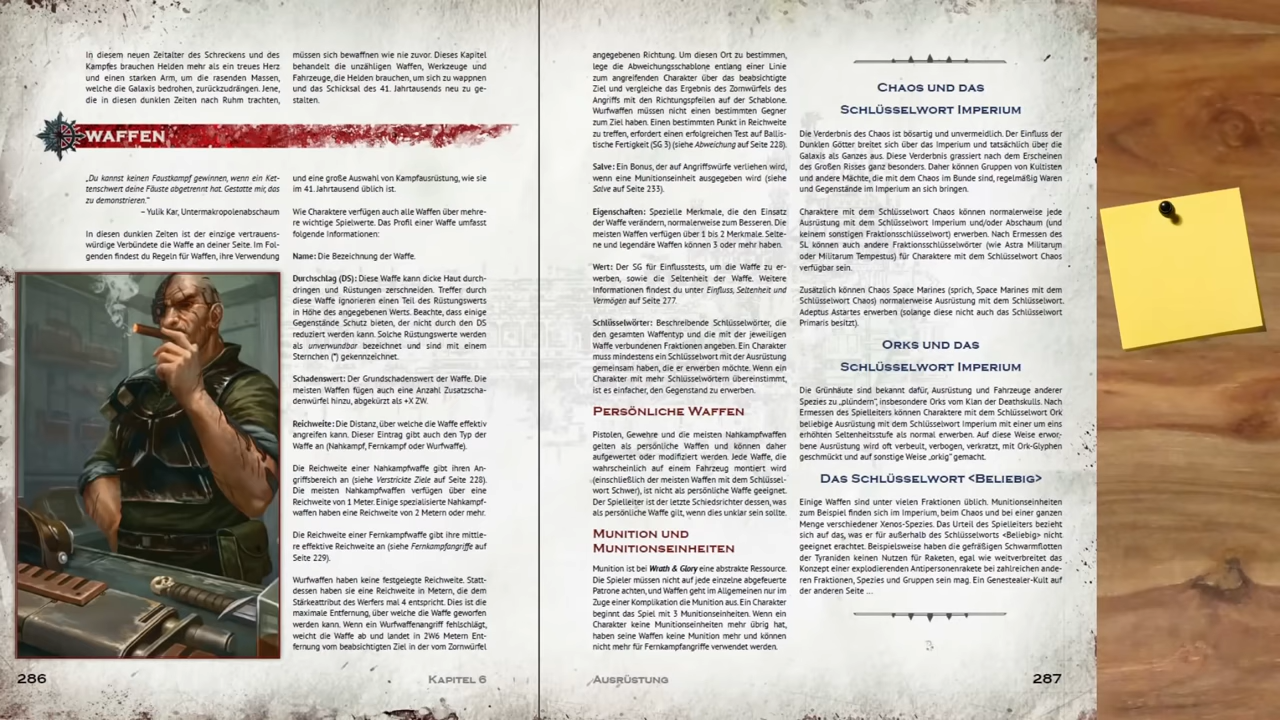 In diesem neuen Zeitalter des Schreckens und des
Kampfes brauchen Helden mehr als ein treues Herz
und einen starken Arm, um die rasenden Massen,
welche die Galaxis bedrohen, zurückzudrängen. Jene,
die in diesen dunklen Zeiten nach Ruhm trachten,
müssen sich bewaffnen wie nie zuvor. Dieses Kapitel
behandelt die unzähligen Waffen, Werkzeuge und
Fahrzeuge, die Helden brauchen, um sich zu wappnen
und das Schicksal des 41. Jahrtausends neu zu ge-
stalten.
WAFFEN
„Du kannst keinen Faustkampf gewinnen, wenn ein Ket-
tenschwert deine Fäuste abgetrennt hat. Gestatte mir, das
zu demonstrieren.“
– Yulik Kar, Untermakropolenabschaum
In diesen dunklen Zeiten ist der einzige vertrauens-
würdige Verbündete die Waffe an deiner Seite. Im Fol-
genden findest du Regeln für Waffen, ihre Verwendung
und eine große Auswahl von Kampfausrüstung, wie sie
im 41. Jahrtausend üblich ist.
Wie Charaktere verfügen auch alle Waffen über mehre-
re wichtige Spielwerte. Das Profil einer Waffe umfasst
folgende Informationen:
Name: Die Bezeichnung der Waffe.
Durchschlag (DS): Diese Waffe kann dicke Haut durch-
dringen und Rüstungen zerschneiden. Treffer durch
diese Waffe ignorieren einen Teil des Rüstungswerts
in Höhe des angegebenen Werts. Beachte, dass einige
Gegenstände Schutz bieten, der nicht durch den DS
reduziert werden kann. Solche Rüstungswerte werden
als unverwundbar bezeichnet und sind mit einem
Sternchen (*) gekennzeichnet.
Schadenswert: Der Grundschadenswert der Waffe. Die
meisten Waffen fügen auch eine Anzahl Zusatzscha-
denwürfel hinzu, abgekürzt als +X ZW.
Reichweite: Die Distanz, über welche die Waffe effektiv
angreifen kann. Dieser Eintrag gibt auch den Typ der
Waffe an (Nahkampf, Fernkampf oder Wurfwaffe).
Die Reichweite einer Nahkampfwaffe gibt ihren An-
griffsbereich an (siehe Verstrickte Ziele auf Seite 228).
Die meisten Nahkampfwaffen verfügen über eine
Reichweite von 1 Meter. Einige spezialisierte Nahkampf-
waffen haben eine Reichweite von 2 Metern oder mehr.
Die Reichweite einer Fernkampfwaffe gibt ihre mittle-
re effektive Reichweite an (siehe Fernkampfangriffe auf
Seite 229).
Wurfwaffen haben keine festgelegte Reichweite. Statt-
dessen haben sie eine Reichweite in Metern, die dem
Stärkeattribut des Werfers mal 4 entspricht. Dies ist die
maximale Entfernung, über welche die Waffe geworfen
werden kann. Wenn ein Wurfwaffenangriff fehlschlägt,
weicht die Waffe ab und landet in 2W6 Metern Ent-
fernung vom beabsichtigten Ziel in der vom Zornwürfel
286
KAPITEL 6
angegebenen Richtung. Um diesen Ort zu bestimmen,
lege die Abweichungsschablone entlang einer Linie
zum angreifenden Charakter über das beabsichtigte
Ziel und vergleiche das Ergebnis des Zornwürfels des
Angriffs mit den Richtungspfeilen auf der Schablone.
Wurfwaffen müssen nicht einen bestimmten Gegner
zum Ziel haben. Einen bestimmten Punkt in Reichweite
zu treffen, erfordert einen erfolgreichen Test auf Ballis-
tische Fertigkeit (SG 3) (siehe Abweichung auf Seite 228).
Salve: Ein Bonus, der auf Angriffswürfe verliehen wird,
wenn eine Munitionseinheit ausgegeben wird (siehe
Salve auf Seite 233).
Eigenschaften: Spezielle Merkmale, die den Einsatz
der Waffe verändern, normalerweise zum Besseren. Die
meisten Waffen verfügen über 1 bis 2 Merkmale. Selte-
ne und legendäre Waffen können 3 oder mehr haben.
Wert: Der SG für Einflusstests, um die Waffe zu er-
werben, sowie die Seltenheit der Waffe. Weitere
Informationen findest du unter Einfluss, Seltenheit und
Vermögen auf Seite 277.
Schlüsselwörter: Beschreibende Schlüsselwörter, die
den gesamten Waffentyp und die mit der jeweiligen
Waffe verbundenen Fraktionen angeben. Ein Charakter
muss mindestens ein Schlüsselwort mit der Ausrüstung
gemeinsam haben, die er erwerben möchte. Wenn ein
Charakter mit mehr Schlüsselwörtern übereinstimmt,
ist es einfacher, den Gegenstand zu erwerben.
PERSÖNLICHE WAFFEN
Pistolen, Gewehre und die meisten Nahkampfwaffen
gelten als persönliche Waffen und können daher
aufgewertet oder modifiziert werden. Jede Waffe, die
wahrscheinlich auf einem Fahrzeug montiert wird
(einschließlich der meisten Waffen mit dem Schlüssel-
wort Schwer), ist nicht als persönliche Waffe geeignet.
Der Spielleiter ist der letzte Schiedsrichter dessen, was
als persönliche Waffe gilt, wenn dies unklar sein sollte.
MUNITION UND
MUNITIONSEINHEITEN
Munition ist bei Wrath & Glory eine abstrakte Ressource.
Die Spieler müssen nicht auf jede einzelne abgefeuerte
Patrone achten, und Waffen geht im Allgemeinen nur im
Zuge einer Komplikation die Munition aus. Ein Charakter
beginnt das Spiel mit 3 Munitionseinheiten. Wenn ein
Charakter keine Munitionseinheiten mehr übrig hat,
haben seine Waffen keine Munition mehr und können
nicht mehr für Fernkampfangriffe verwendet werden.
CHAOS UND DAS
SCHLÜSSELWORT IMPERIUM
Die Verderbnis des Chaos ist bösartig und unvermeidlich. Der Einfluss der
Dunklen Götter breitet sich über das Imperium und tatsächlich über die
Galaxis als Ganzes aus. Diese Verderbnis grassiert nach dem Erscheinen
des Großen Risses ganz besonders. Daher können Gruppen von Kultisten
und andere Mächte, die mit dem Chaos im Bunde sind, regelmäßig Waren
und Gegenstände im Imperium an sich bringen.
Charaktere mit dem Schlüsselwort Chaos können normalerweise jede
Ausrüstung mit dem Schlüsselwort Imperium und/oder Abschaum (und
keinem sonstigen Fraktionsschlüsselwort) erwerben. Nach Ermessen des
SL können auch andere Fraktionsschlüsselwörter (wie Astra Militarum
oder Militarum Tempestus) für Charaktere mit dem Schlüsselwort Chaos
verfügbar sein.
Zusätzlich können Chaos Space Marines (sprich, Space Marines mit dem
Schlüsselwort Chaos) normalerweise Ausrüstung mit dem Schlüsselwort.
Adeptus Astartes erwerben (solange diese nicht auch das Schlüsselwort
Primaris besitzt).
ORKS UND DAS
SCHLÜSSELWORT IMPERIUM
Die Grünhäute sind bekannt dafür, Ausrüstung und Fahrzeuge anderer
Spezies zu „plündern“, insbesondere Orks vom Klan der Deathskulls. Nach
Ermessen des Spielleiters können Charaktere mit dem Schlüsselwort Ork
beliebige Ausrüstung mit dem Schlüsselwort Imperium mit einer um eins
erhöhten Seltenheitsstufe als normal erwerben. Auf diese Weise erwor-
bene Ausrüstung wird oft verbeult, verbogen, verkratzt, mit Ork-Glyphen
geschmückt und auf sonstige Weise „orkig“ gemacht.
DAS SCHLÜSSELWORT <BELIEBIG>
Einige Waffen sind unter vielen Fraktionen üblich. Munitionseinheiten
zum Beispiel finden sich im Imperium, beim Chaos und bei einer ganzen
Menge verschiedener Xenos-Spezies. Das Urteil des Spielleiters bezieht
sich auf das, was er für außerhalb des Schlüsselworts <Beliebig> nicht
geeignet erachtet. Beispielsweise haben die gefräßigen Schwarmflotten
der Tyraniden keinen Nutzen für Raketen, egal wie weitverbreitet das
Konzept einer explodierenden Antipersonenrakete bei zahlreichen ande-
ren Fraktionen, Spezies und Gruppen sein mag. Ein Genestealer-Kult auf
der anderen Seite ...
AUSRÜSTUNG
287